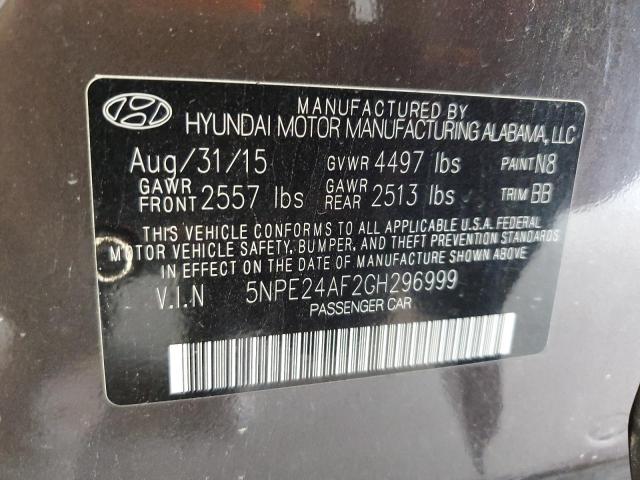 MANUFACTURED BY
HYUNDAI MOTOR MANUFACTURING ALABAMA, LLC
Aug/31/15 GVWR 4497 lbs PAINT N8
GAWR FRONT 2557 lbs GAWR REAR 2513 lbs TRIM BB
THIS VEHICLE CONFORMS TO ALL APPLICABLE U.S.A. FEDERAL
MOTOR VEHICLE SAFETY, BUMPER, AND THEFT PREVENTION STANDARDS
IN EFFECT ON THE DATE OF MANUFACTURE SHOWN ABOVE.
V.I.N 5NPE24AF2GH296999
PASSENGER CAR